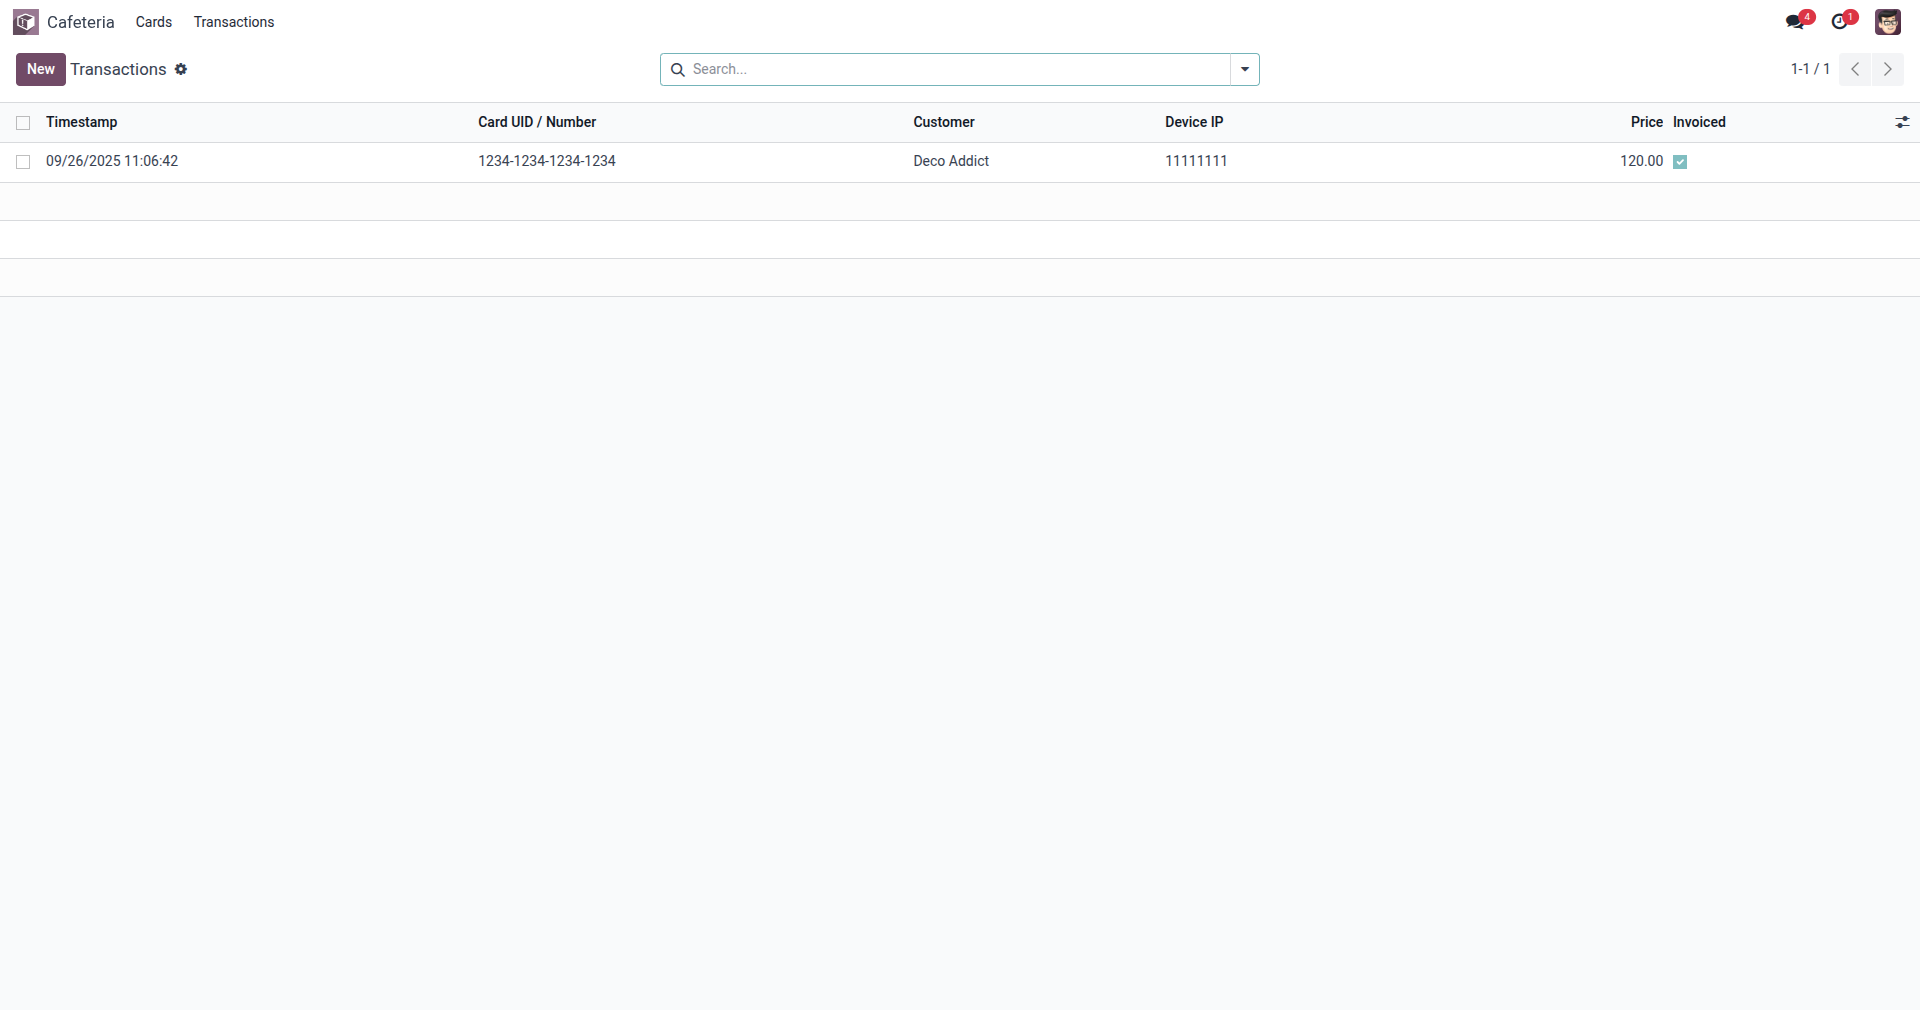 Cafeteria Cards Transactions 4 1
New Transactions Search... 1-1 / 1
Timestamp Card UID / Number Customer Device IP Price Invoiced
09/26/2025 11:06:42 1234-1234-1234-1234 Deco Addict 11111111 120.00